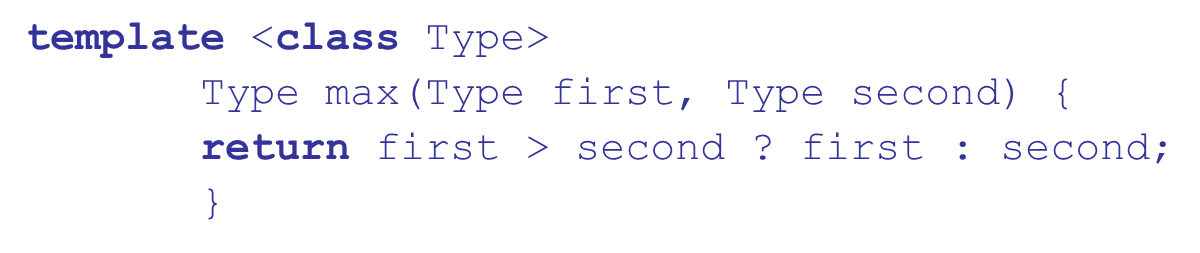 template <class Type>
Type max(Type first, Type second) {
return first > second ? first : second;
}